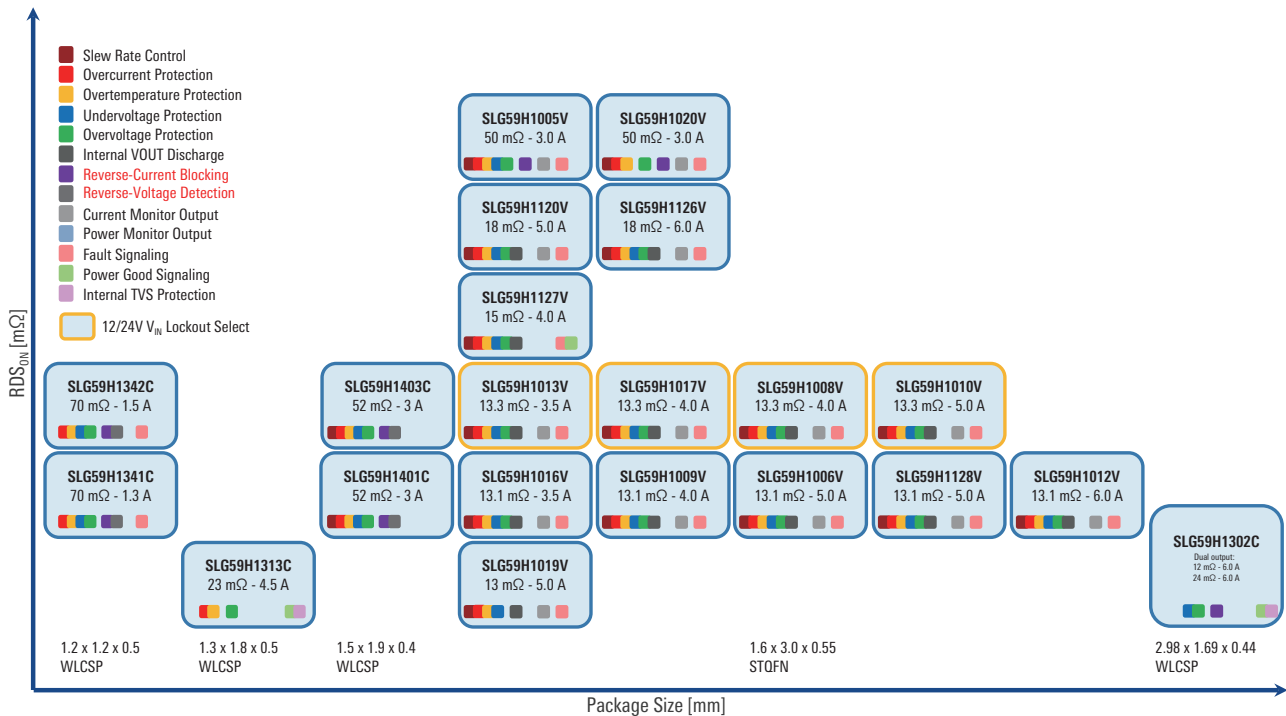 RDS_ON [mΩ]
Slew Rate Control
Overcurrent Protection
Overtemperature Protection
Undervoltage Protection
Overvoltage Protection
Internal VOUT Discharge
Reverse-Current Blocking
Reverse-Voltage Detection
Current Monitor Output
Power Monitor Output
Fault Signaling
Power Good Signaling
Internal TVS Protection
12/24V V_IN Lockout Select
SLG59H1005V
50 mΩ - 3.0 A
SLG59H1020V
50 mΩ - 3.0 A
SLG59H1120V
18 mΩ - 5.0 A
SLG59H1126V
18 mΩ - 6.0 A
SLG59H1127V
15 mΩ - 4.0 A
SLG59H1342C
70 mΩ - 1.5 A
SLG59H1403C
52 mΩ - 3 A
SLG59H1013V
13.3 mΩ - 3.5 A
SLG59H1017V
13.3 mΩ - 4.0 A
SLG59H1008V
13.3 mΩ - 4.0 A
SLG59H1010V
13.3 mΩ - 5.0 A
SLG59H1341C
70 mΩ - 1.3 A
SLG59H1401C
52 mΩ - 3 A
SLG59H1016V
13.1 mΩ - 3.5 A
SLG59H1009V
13.1 mΩ - 4.0 A
SLG59H1006V
13.1 mΩ - 5.0 A
SLG59H1128V
13.1 mΩ - 5.0 A
SLG59H1012V
13.1 mΩ - 6.0 A
SLG59H1313C
23 mΩ - 4.5 A
SLG59H1019V
13 mΩ - 5.0 A
SLG59H1302C
Dual output:
12 mΩ - 6.0 A
24 mΩ - 6.0 A
1.2 x 1.2 x 0.5
WLCSP
1.3 x 1.8 x 0.5
WLCSP
1.5 x 1.9 x 0.4
WLCSP
1.6 x 3.0 x 0.55
STQFN
2.98 x 1.69 x 0.44
WLCSP
Package Size [mm]